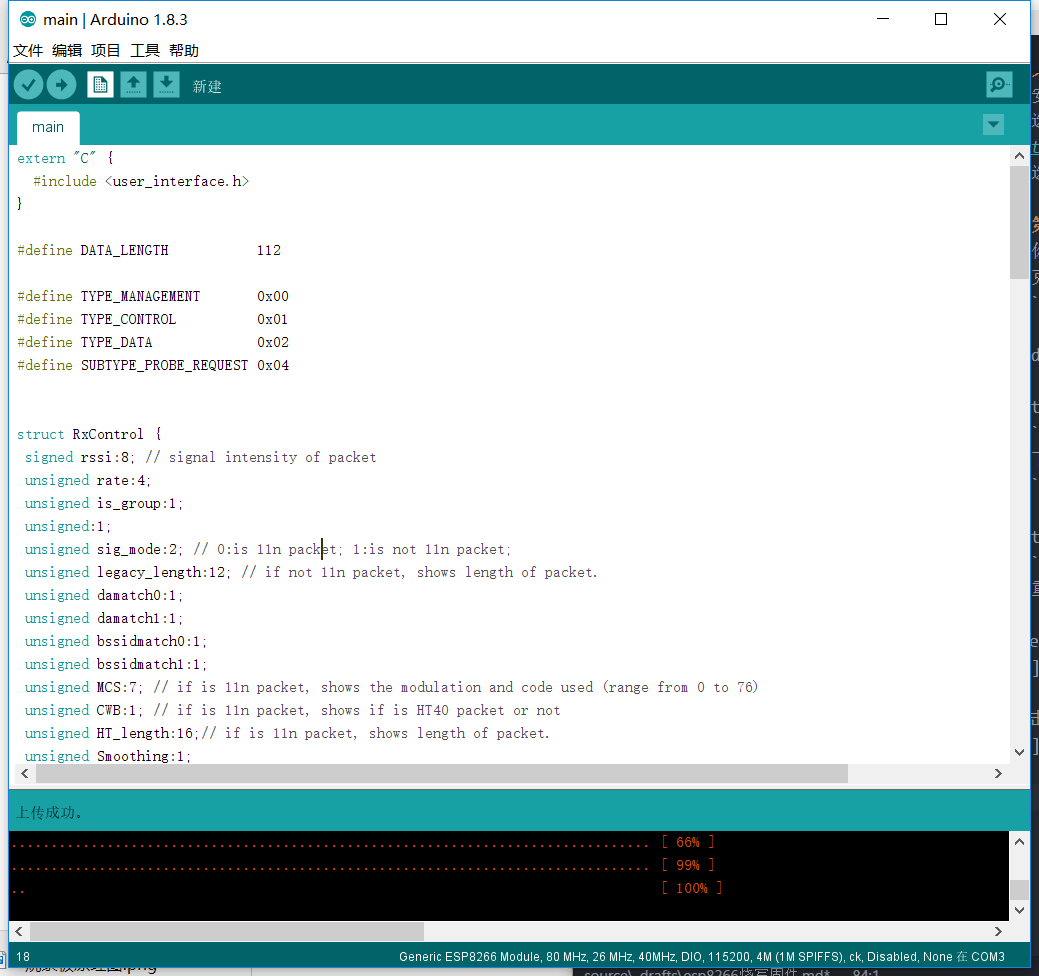 main | Arduino 1.8.3
文件 编辑 项目 工具 帮助
新建
main
extern "C" {
#include <user_interface.h>
}
#define DATA_LENGTH 112
#define TYPE_MANAGEMENT 0x00
#define TYPE_CONTROL 0x01
#define TYPE_DATA 0x02
#define SUBTYPE_PROBE_REQUEST 0x04
struct RxControl {
signed rssi:8; // signal intensity of packet
unsigned rate:4;
unsigned is_group:1;
unsigned:1;
unsigned sig_mode:2; // 0:is 11n packet; 1:is not 11n packet;
unsigned legacy_length:12; // if not 11n packet, shows length of packet.
unsigned damatch0:1;
unsigned damatch1:1;
unsigned bssidmatch0:1;
unsigned bssidmatch1:1;
unsigned MCS:7; // if is 11n packet, shows the modulation and code used (range from 0 to 76)
unsigned CWB:1; // if is 11n packet, shows if is HT40 packet or not
unsigned HT_length:16;// if is 11n packet, shows length of packet.
unsigned Smoothing:1;
上传成功。
................................................................................ [ 66% ]
................................................................................ [ 99% ]
.. [ 100% ]
18
Generic ESP8266 Module, 80 MHz, 26 MHz, 40MHz, DIO, 115200, 4M (1M SPIFFS), ck, Disabled, None 在 COM3